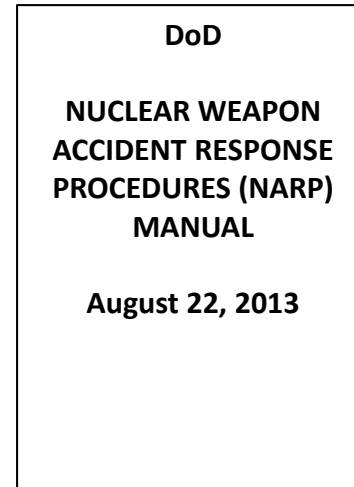 DoD
NUCLEAR WEAPON
ACCIDENT RESPONSE
PROCEDURES (NARP)
MANUAL
August 22, 2013